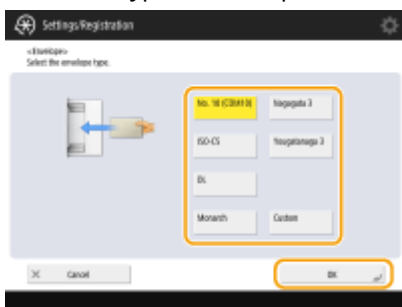 Settings/Registration
<Envelope>
Select the envelope type.
No. 10 (COM10)
Nagagata 3
ISO-C5
Yougatanaga 3
DL
Monarch
Custom
Cancel
OK